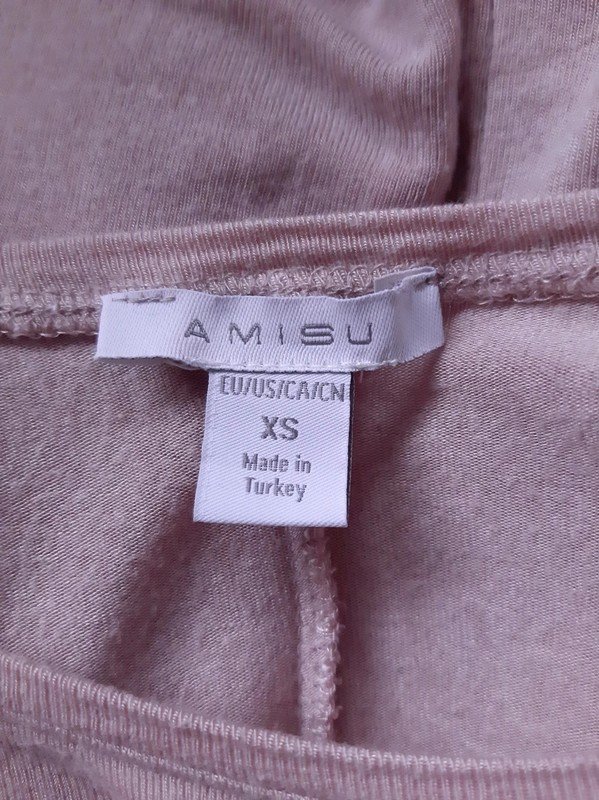 AMISU
EU/US/CA/CN
XS
Made in
Turkey